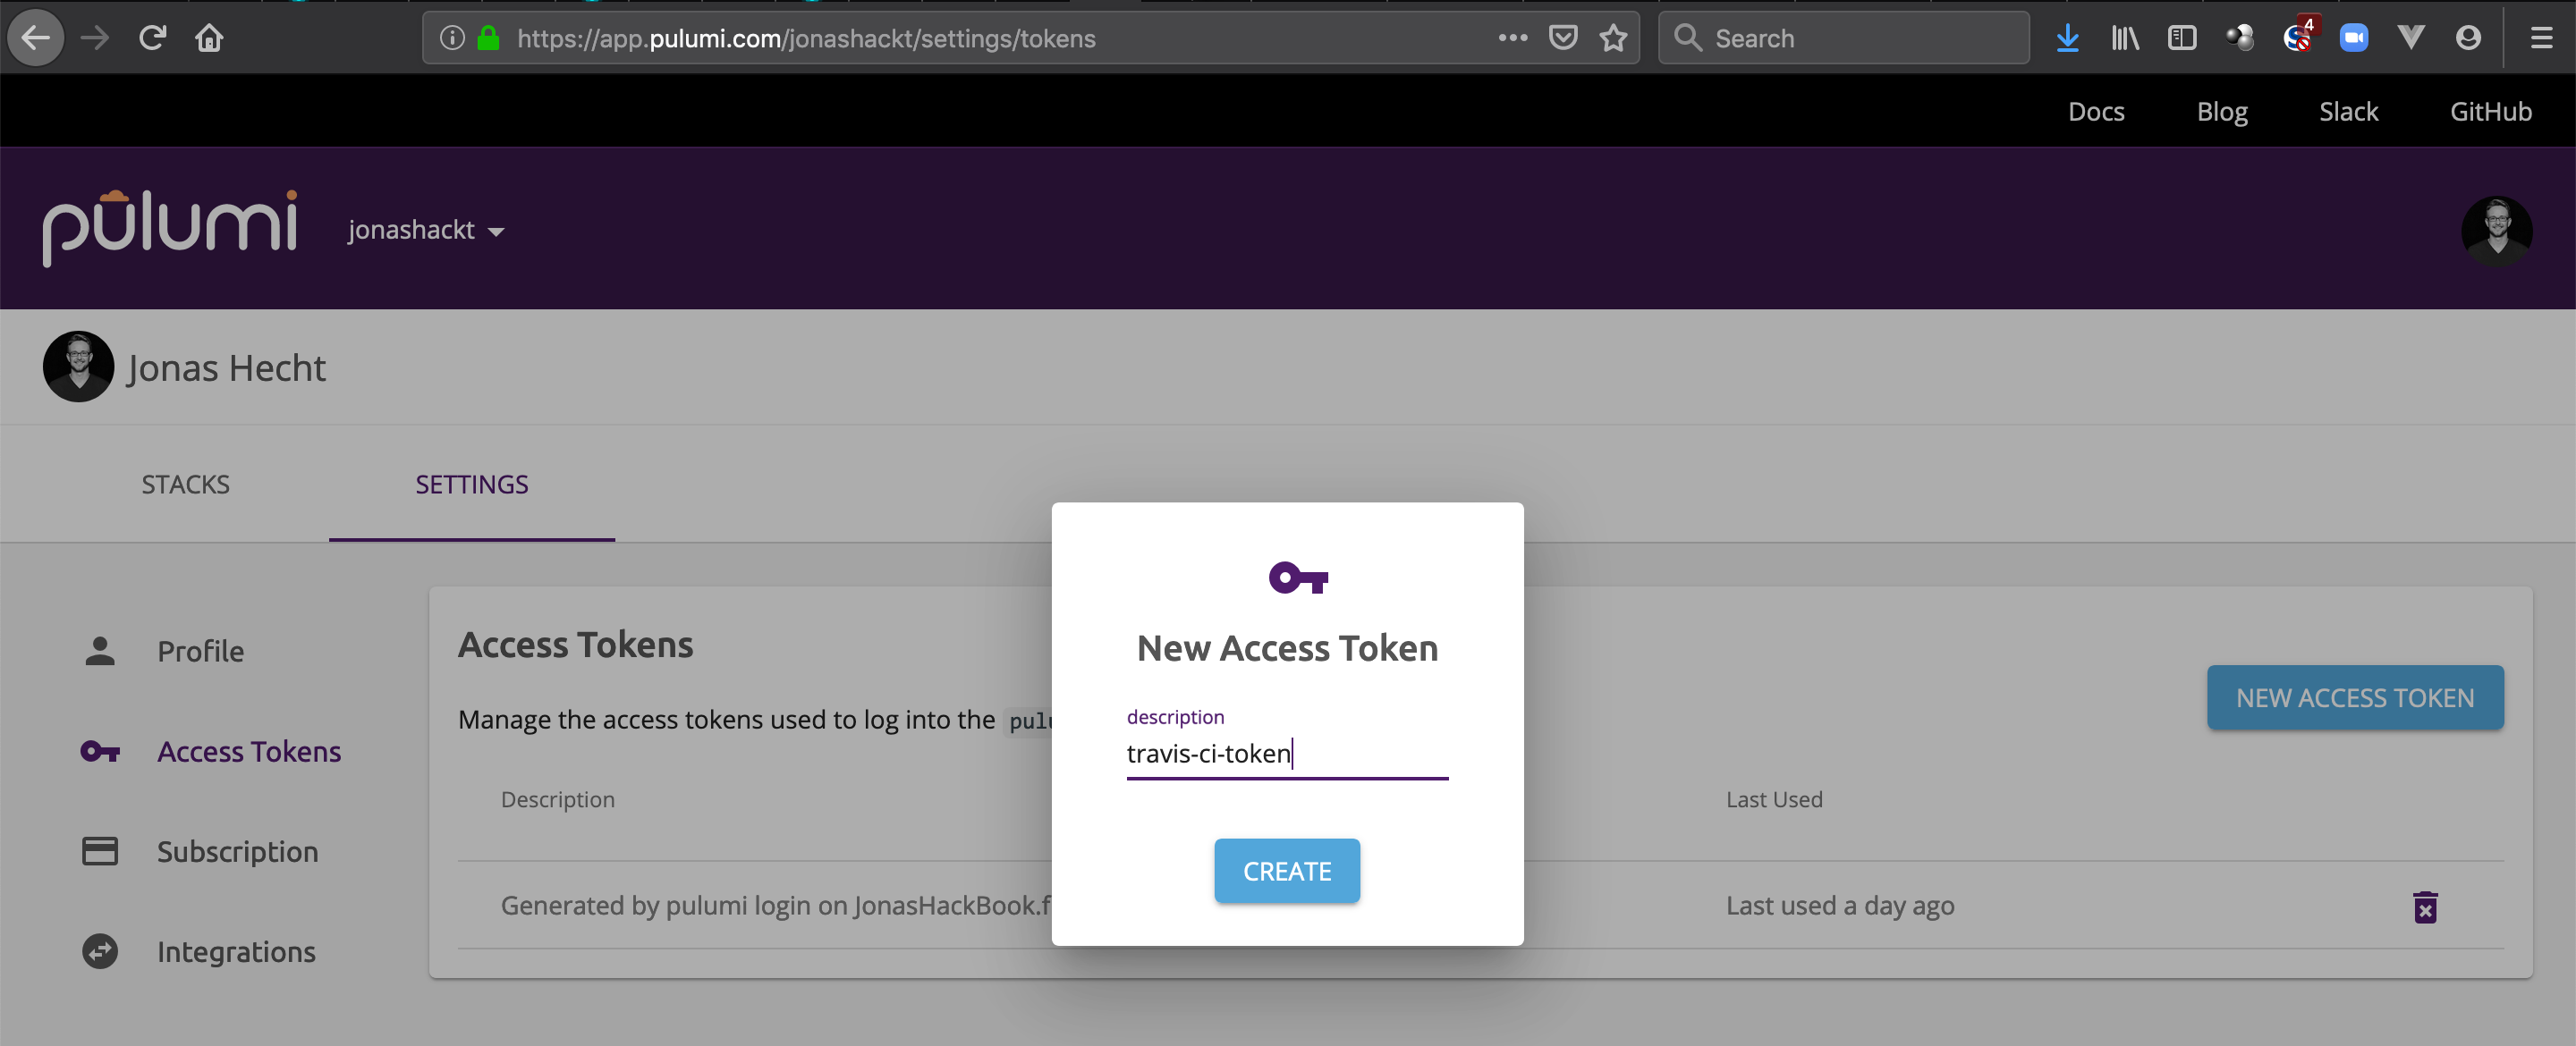 https://app.pulumi.com/jonashackt/settings/tokens
Search
4
Docs Blog Slack GitHub
pulumi
jonashackt
Jonas Hecht
STACKS SETTINGS
Profile
Access Tokens
Subscription
Integrations
Access Tokens
Manage the access tokens used to log into the
NEW ACCESS TOKEN
Description Last Used
Generated by pulumi login on JonasHackBook.f Last used a day ago
New Access Token
description
travis-ci-token
CREATE